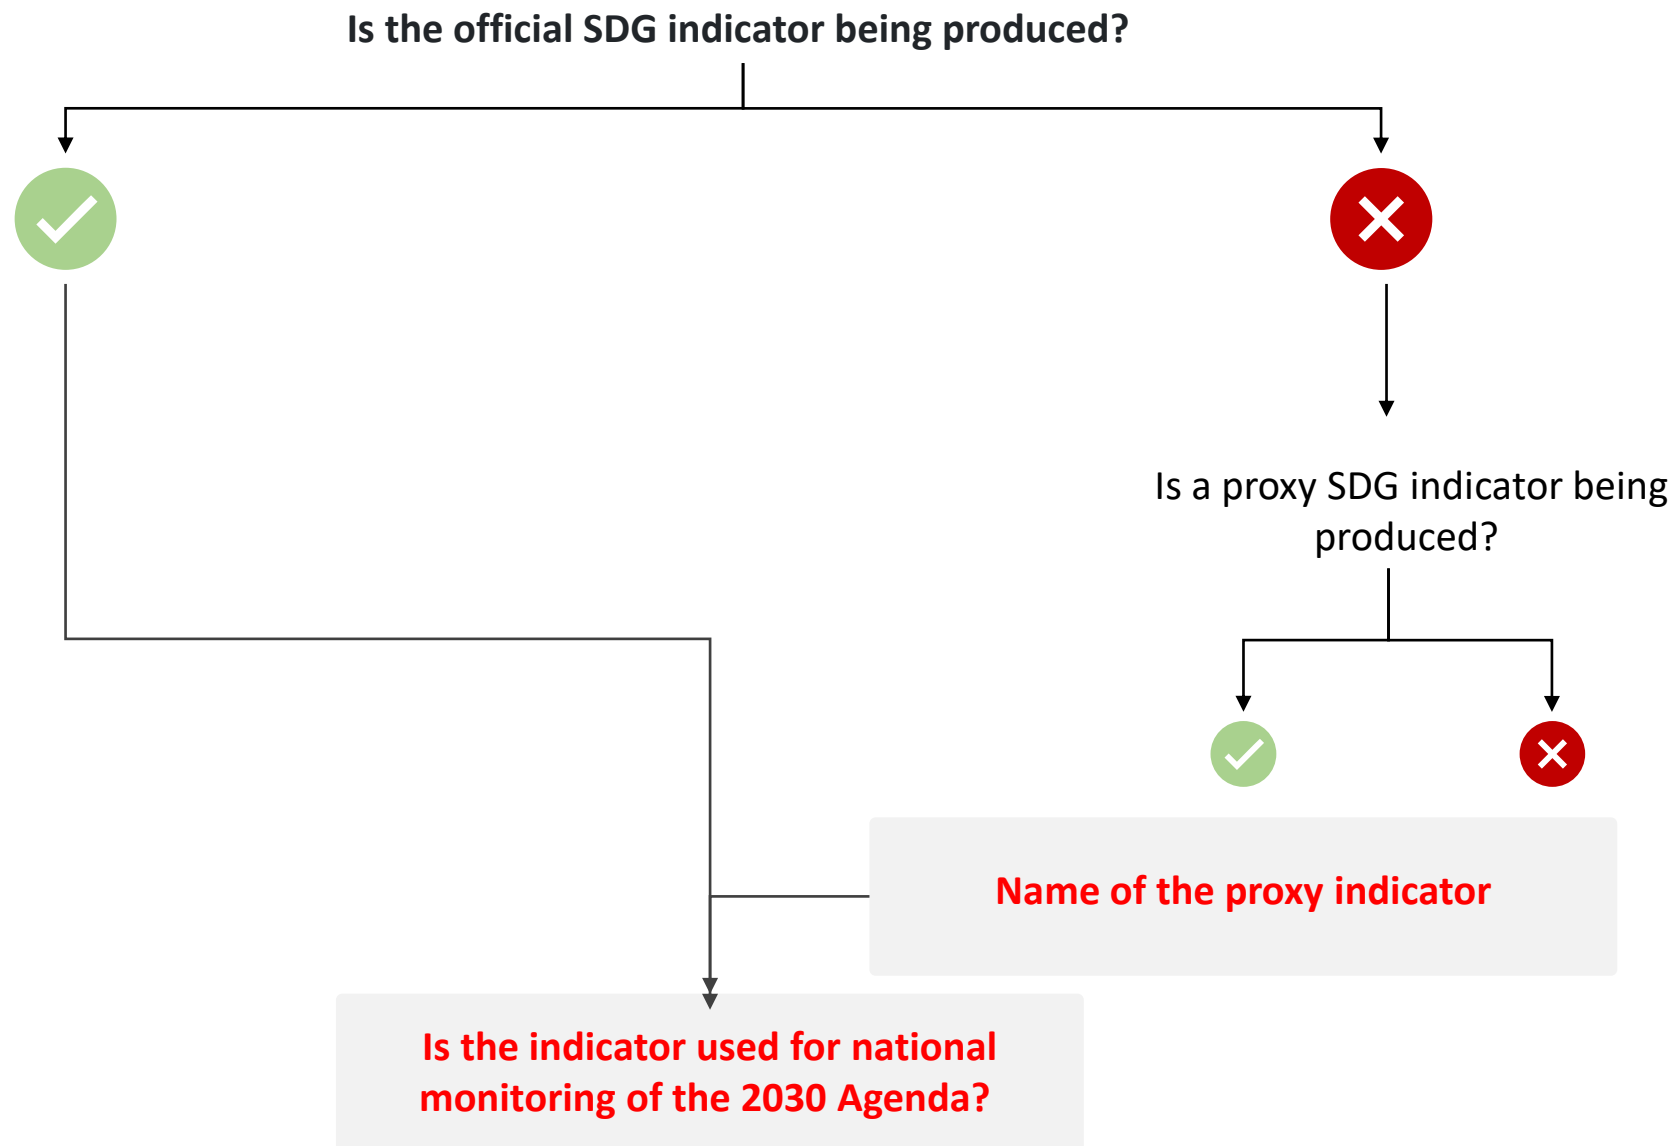 Is the official SDG indicator being produced?
Is a proxy SDG indicator being
produced?
Name of the proxy indicator
Is the indicator used for national
monitoring of the 2030 Agenda?